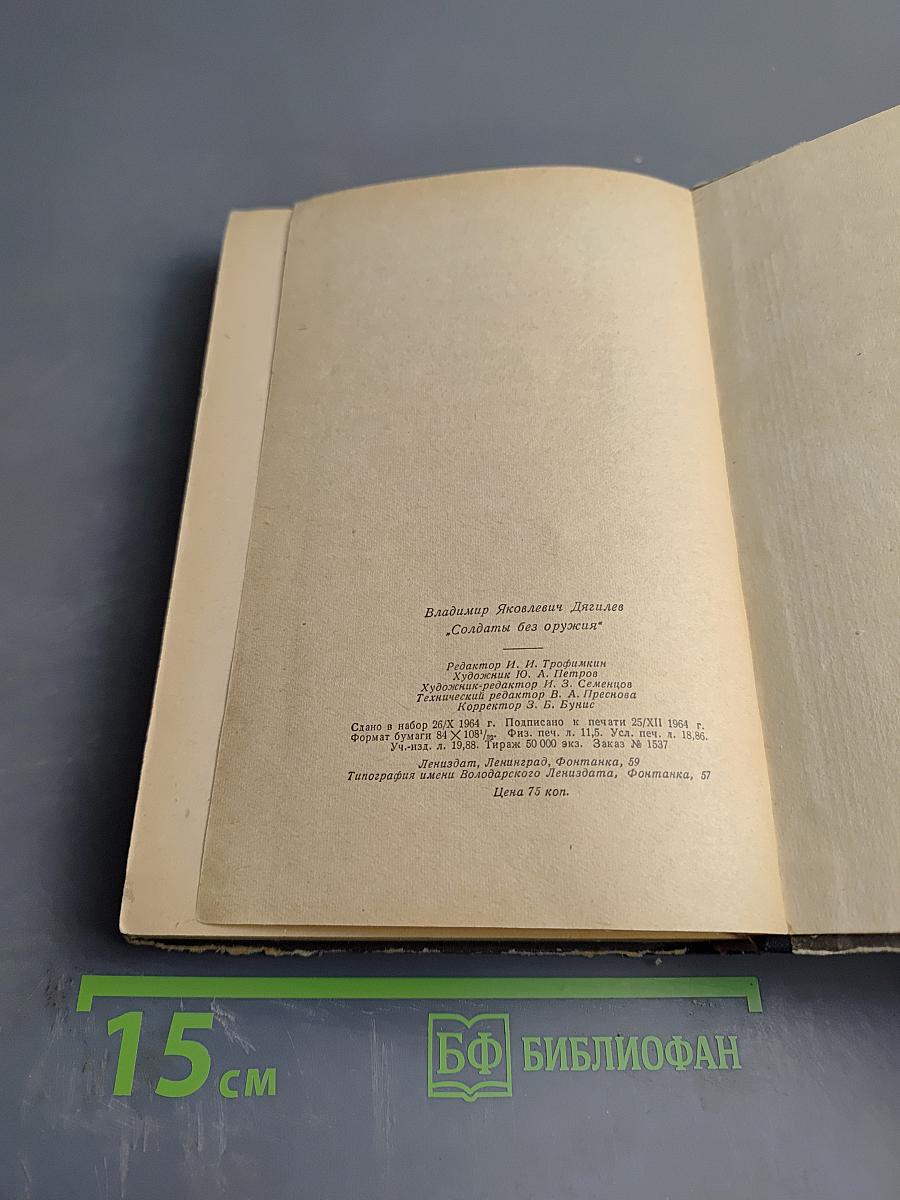 Владимир Яковлевич Дягилев
„Солдаты без оружия“
Редактор И. И. Трофимкин
Художник Ю. А. Петров
Художник-редактор И. З. Семенцов
Технический редактор В. А. Преснова
Корректор З. Б. Бунис
Сдано в набор 26/X 1964 г. Подписано к печати 25/XII 1964 г.
Формат бумаги 84 × 108¹/₃₂. Физ. печ. л. 11,5. Усл. печ. л. 18,86.
Уч.-изд. л. 19,88. Тираж 50 000 экз. Заказ № 1537
Лениздат, Ленинград, Фонтанка, 59
Типография имени Володарского Лениздата, Фонтанка, 57
Цена 75 коп.
15 см БФ БИБЛИОФАН